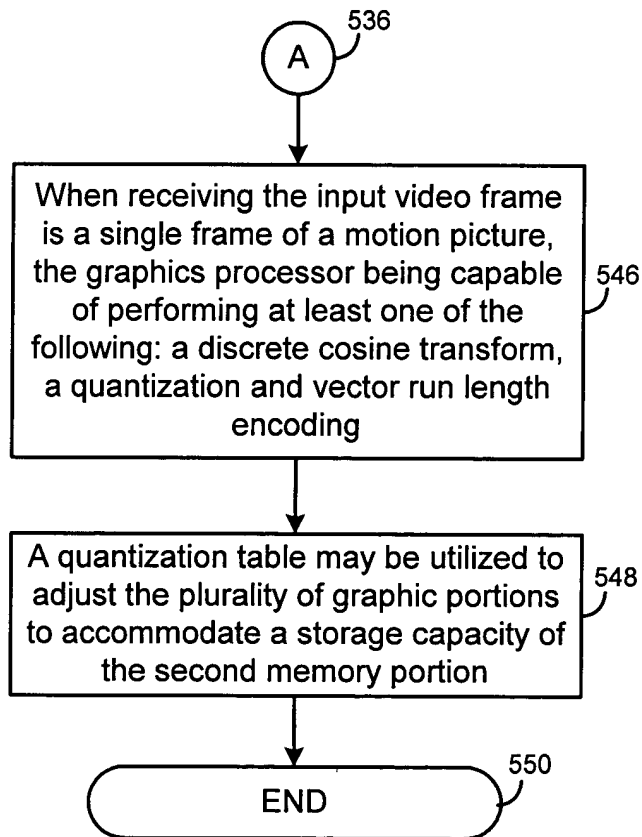 536
A
When receiving the input video frame
is a single frame of a motion picture,
the graphics processor being capable
of performing at least one of the
following: a discrete cosine transform,
a quantization and vector run length
encoding
546
A quantization table may be utilized to
adjust the plurality of graphic portions
to accommodate a storage capacity of
the second memory portion
548
550
END